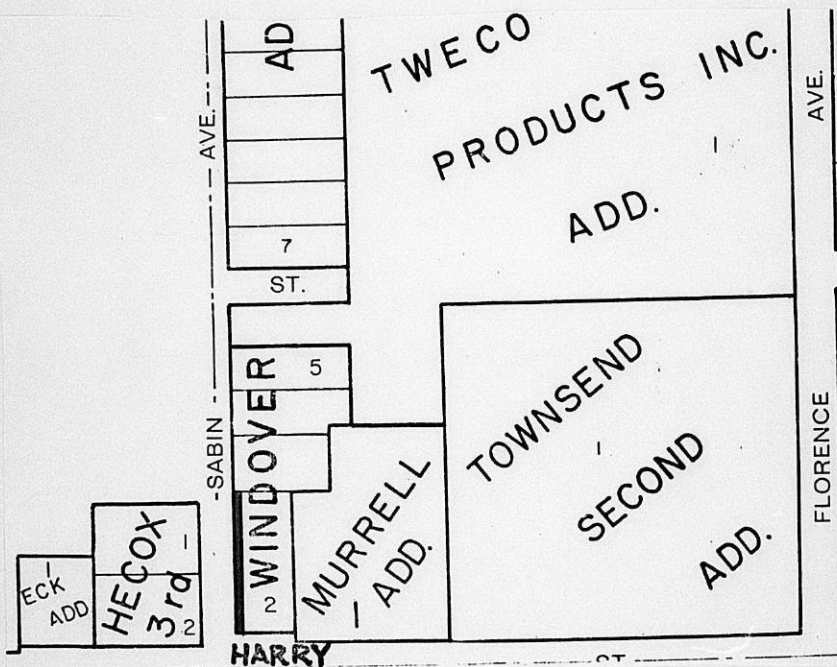 AD
TWECO
PRODUCTS INC.
ADD.
1
AVE.
AVE.
7
ST.
SABIN
WINDOVER
5
2
TOWNSEND
1
SECOND
ADD.
FLORENCE
MURRELL
ADD.
1
HECOX
3rd
1
2
1
ECK
ADD
HARRY
ST.